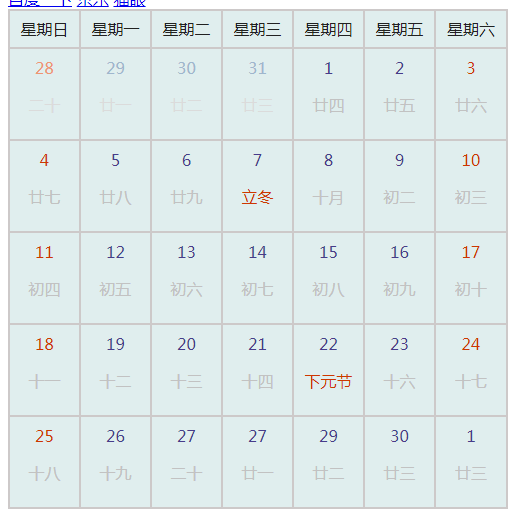 百度一下 京东 猫眼
星期日 星期一 星期二 星期三 星期四 星期五 星期六
28 29 30 31 1 2 3
二十 廿一 廿二 廿三 廿四 廿五 廿六
4 5 6 7 8 9 10
廿七 廿八 廿九 立冬 十月 初二 初三
11 12 13 14 15 16 17
初四 初五 初六 初七 初八 初九 初十
18 19 20 21 22 23 24
十一 十二 十三 十四 下元节 十六 十七
25 26 27 27 29 30 1
十八 十九 二十 廿一 廿二 廿三 廿三